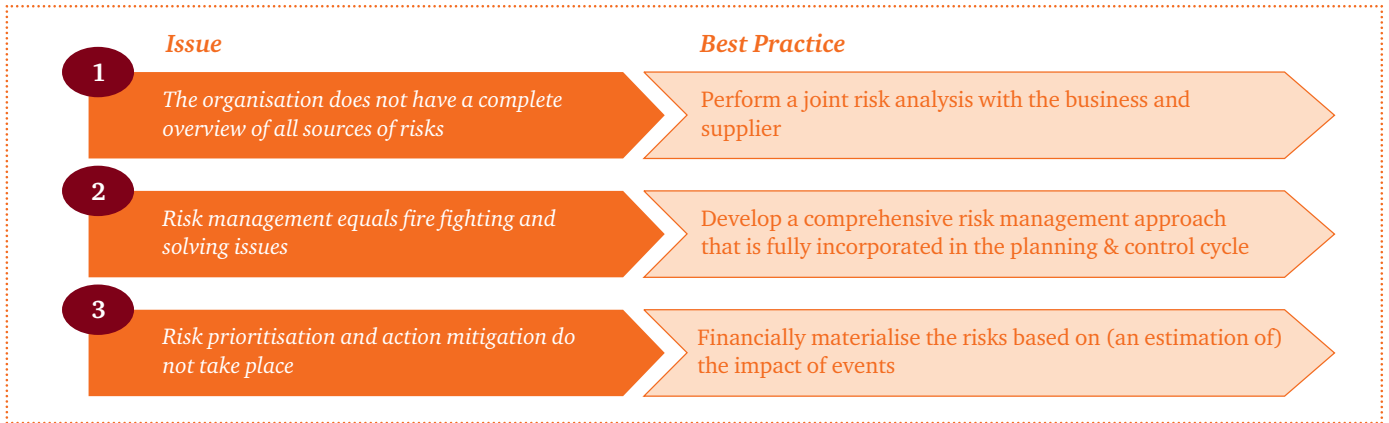 Issue
Best Practice
1
The organisation does not have a complete
overview of all sources of risks
Perform a joint risk analysis with the business and
supplier
2
Risk management equals fire fighting and
solving issues
Develop a comprehensive risk management approach
that is fully incorporated in the planning & control cycle
3
Risk prioritisation and action mitigation do
not take place
Financially materialise the risks based on (an estimation of)
the impact of events